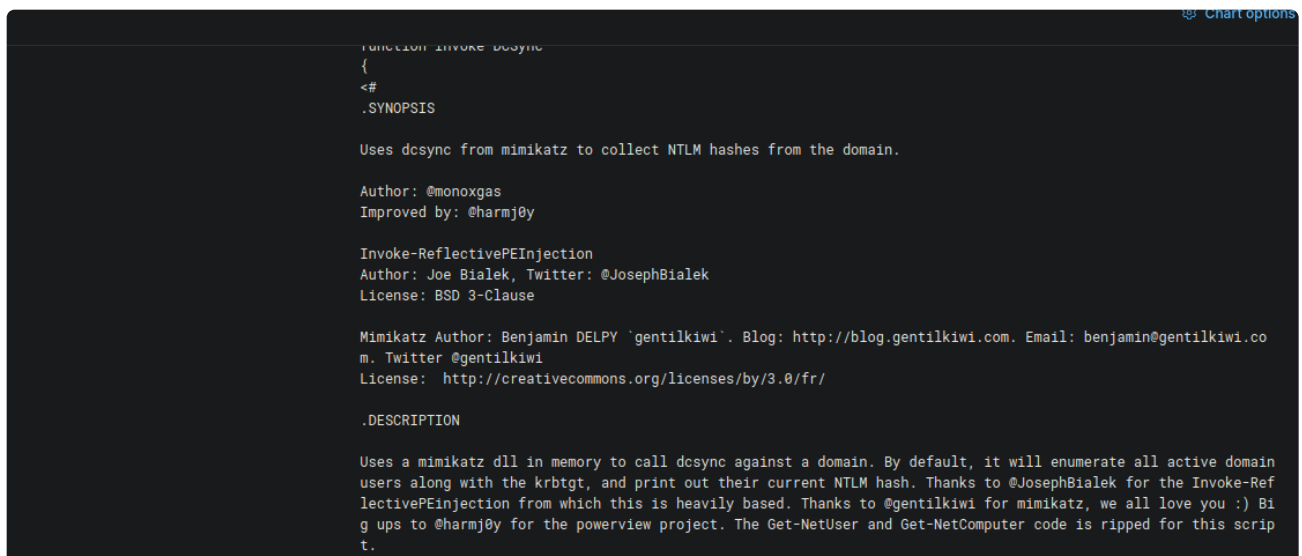 Chart options
function Invoke-DcSync
{
<#
.SYNOPSIS
Uses dcsync from mimikatz to collect NTLM hashes from the domain.
Author: @monoxgas
Improved by: @harmj0y
Invoke-ReflectivePEInjection
Author: Joe Bialek, Twitter: @JosephBialek
License: BSD 3-Clause
Mimikatz Author: Benjamin DELPY `gentilkiwi`. Blog: http://blog.gentilkiwi.com. Email: benjamin@gentilkiwi.co
m. Twitter @gentilkiwi
License:  http://creativecommons.org/licenses/by/3.0/fr/
.DESCRIPTION
Uses a mimikatz dll in memory to call dcsync against a domain. By default, it will enumerate all active domain
users along with the krbtgt, and print out their current NTLM hash. Thanks to @JosephBialek for the Invoke-Ref
lectivePEinjection from which this is heavily based. Thanks to @gentilkiwi for mimikatz, we all love you :) Bi
g ups to @harmj0y for the powerview project. The Get-NetUser and Get-NetComputer code is ripped for this scrip
t.